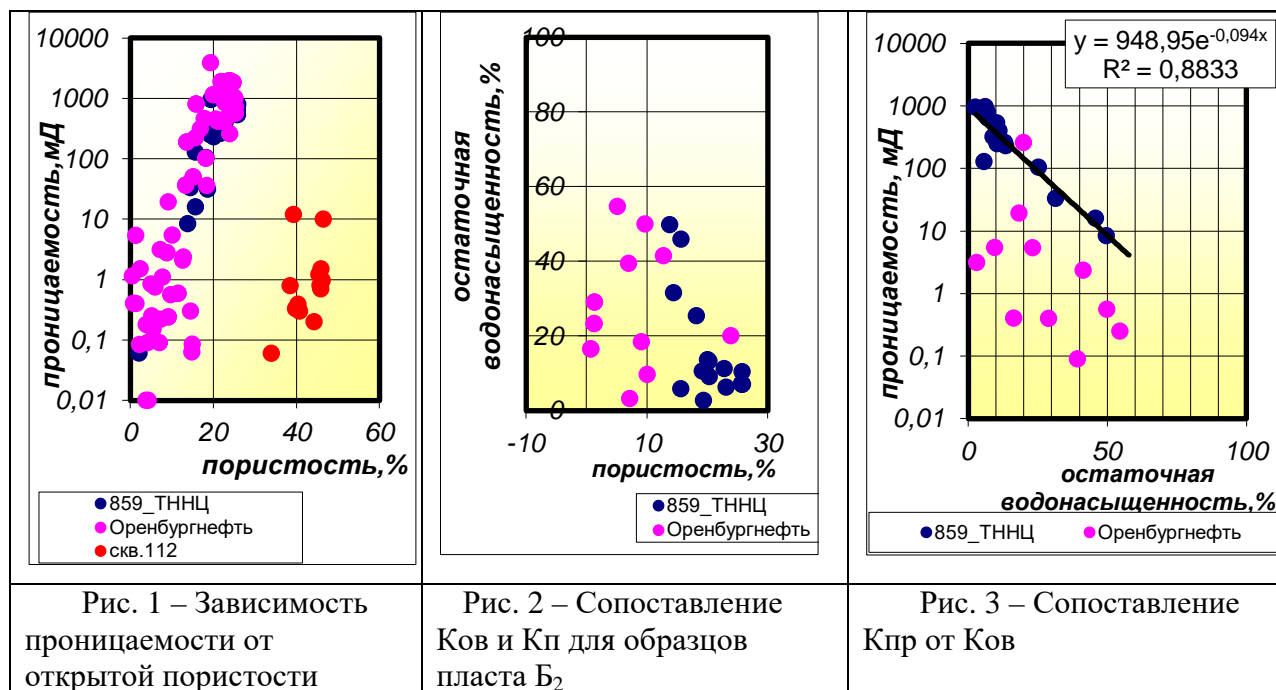 10000
1000
100
10
1
0,1
0,01
проницаемость,мД
0 20 40 60
пористость,%
859_ТННЦ
Оренбургнефть
скв.112
100
80
60
40
20
0
остаточная
водонасыщенность,%
-10 10 30
пористость,%
859_ТННЦ
Оренбургнефть
y = 948,95e^-0,094x
R² = 0,8833
10000
1000
100
10
1
0,1
0,01
проницаемость, мД
0 50 100
остаточная
водонасыщенность,%
859_ТННЦ Оренбургнефть
Рис. 1 – Зависимость
проницаемости от
открытой пористости
Рис. 2 – Сопоставление
Ков и Кп для образцов
пласта Б₂
Рис. 3 – Сопоставление
Кпр от Ков